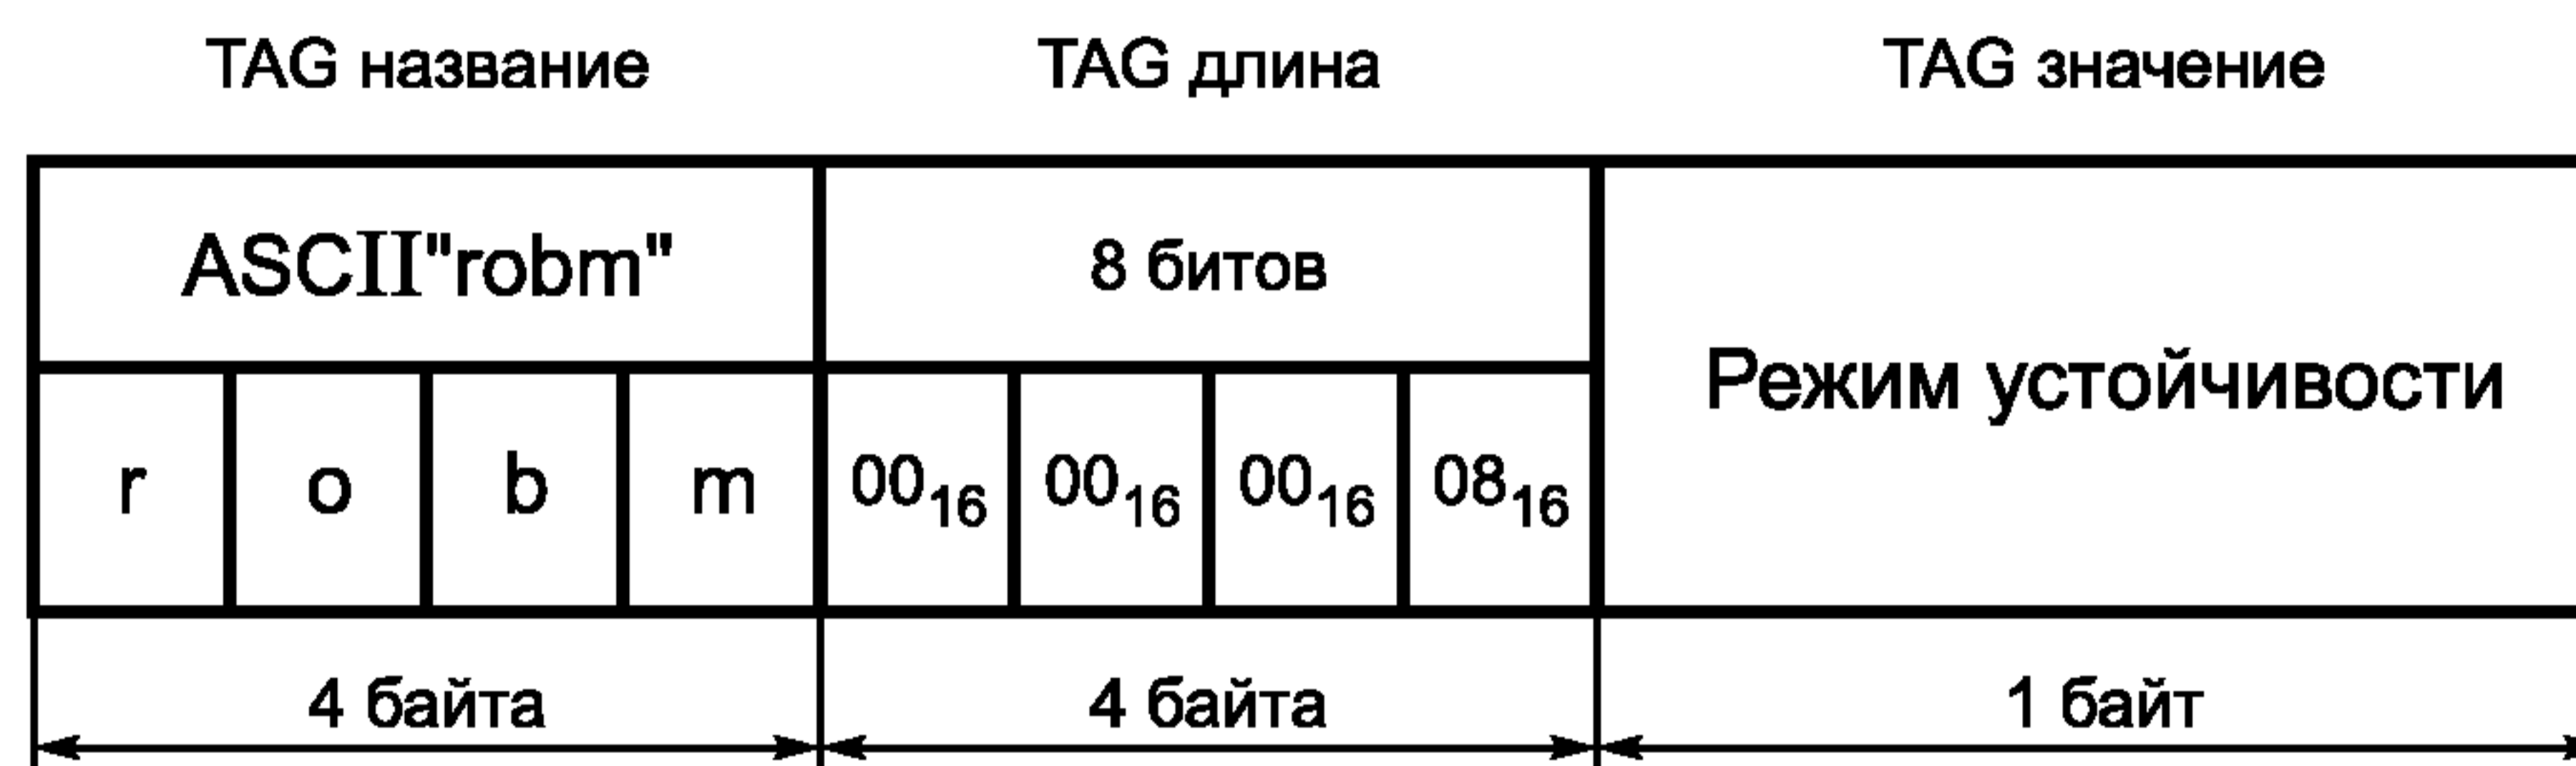 TAG название TAG длина TAG значение
ASCII"robm" 8 битов
Режим устойчивости
r o b m 00₁₆ 00₁₆ 00₁₆ 08₁₆
4 байта 4 байта 1 байт